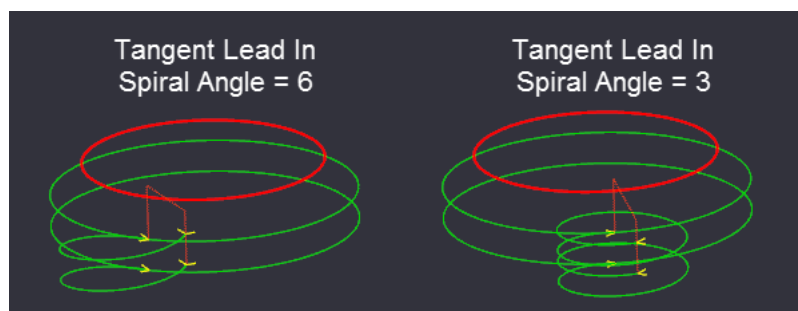 Tangent Lead In
Spiral Angle = 6
Tangent Lead In
Spiral Angle = 3